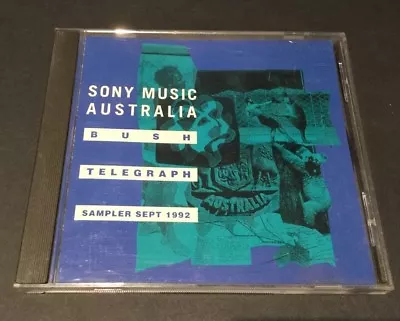 SONY MUSIC
AUSTRALIA
BUSH
TELEGRAPH
SAMPLER SEPT 1992
AUSTRALIA